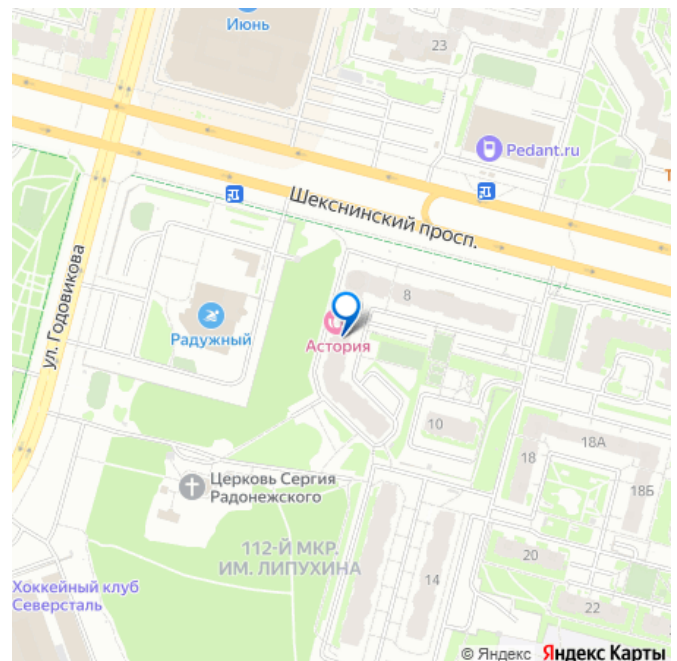 Июнь
23
Pedant.ru
Т
Шекснинский просп.
ул. Годовикова
8
Радужный
Астория
10
18А
18
18Б
Церковь Сергия
Радонежского
112-Й МКР.
ИМ. ЛИПУХИНА
20
14
Хоккейный клуб
Северсталь
22
© Яндекс Яндекс Карты